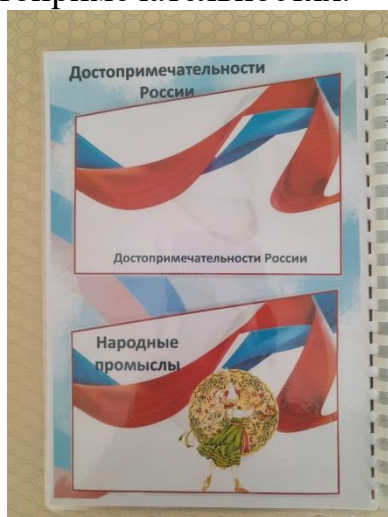 Достопримечательности
России
Достопримечательности России
Народные
промыслы